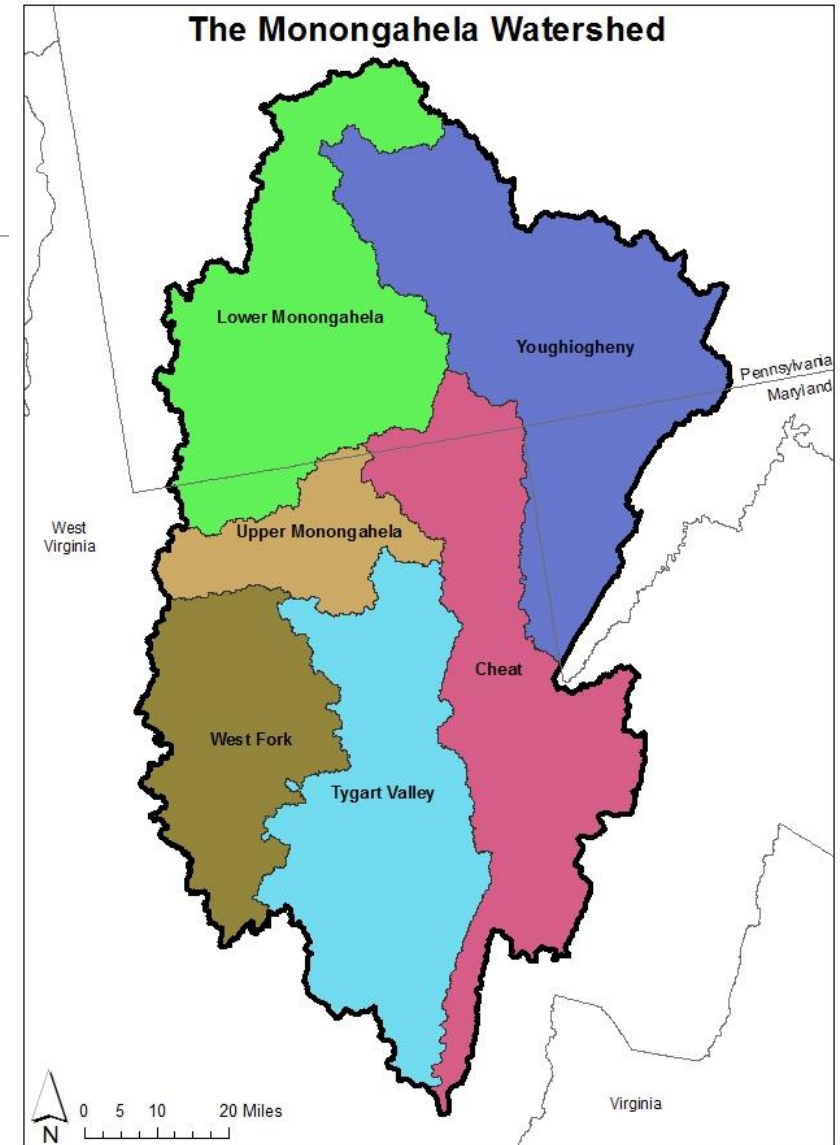 The Monongahela Watershed
Lower Monongahela
Youghiogheny
Pennsylvania
Maryland
West
Virginia
Upper Monongahela
Cheat
West Fork
Tygart Valley
N
0 5 10 20 Miles
Virginia